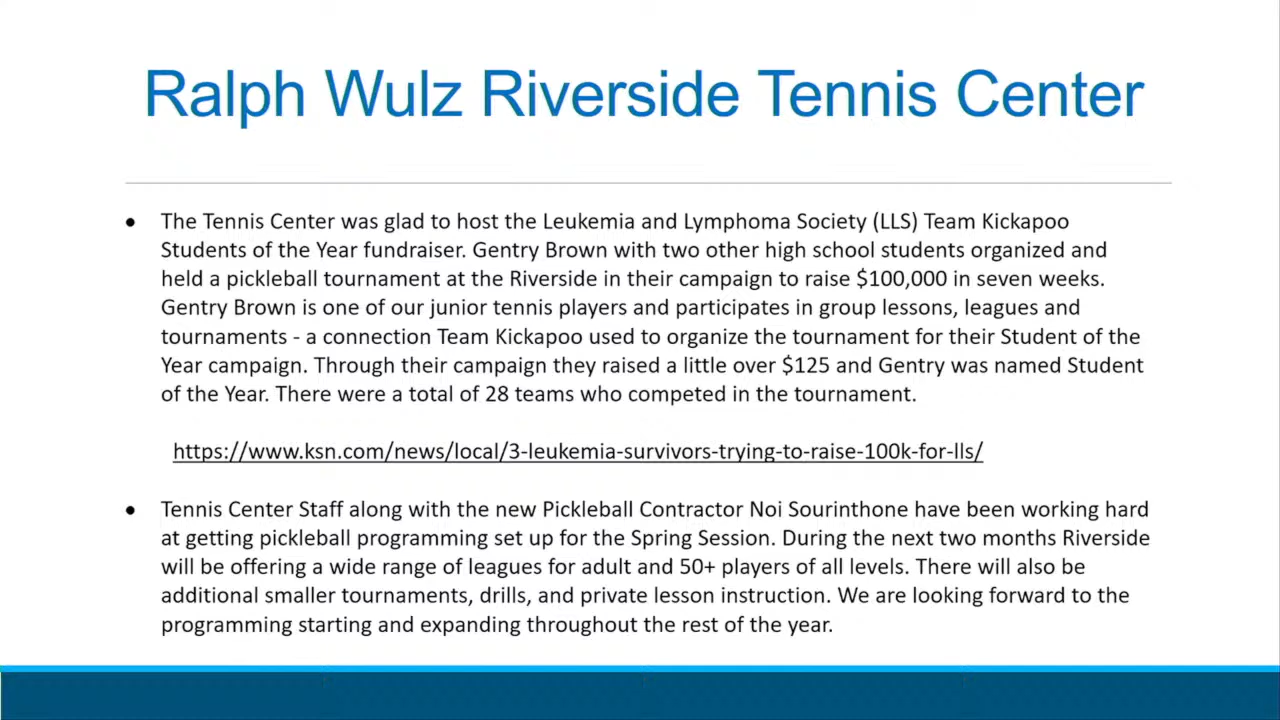 Ralph Wulz Riverside Tennis Center
• The Tennis Center was glad to host the Leukemia and Lymphoma Society (LLS) Team Kickapoo
Students of the Year fundraiser. Gentry Brown with two other high school students organized and
held a pickleball tournament at the Riverside in their campaign to raise $100,000 in seven weeks.
Gentry Brown is one of our junior tennis players and participates in group lessons, leagues and
tournaments - a connection Team Kickapoo used to organize the tournament for their Student of the
Year campaign. Through their campaign they raised a little over $125 and Gentry was named Student
of the Year. There were a total of 28 teams who competed in the tournament.
https://www.ksn.com/news/local/3-leukemia-survivors-trying-to-raise-100k-for-lls/
• Tennis Center Staff along with the new Pickleball Contractor Noi Sourinthone have been working hard
at getting pickleball programming set up for the Spring Session. During the next two months Riverside
will be offering a wide range of leagues for adult and 50+ players of all levels. There will also be
additional smaller tournaments, drills, and private lesson instruction. We are looking forward to the
programming starting and expanding throughout the rest of the year.